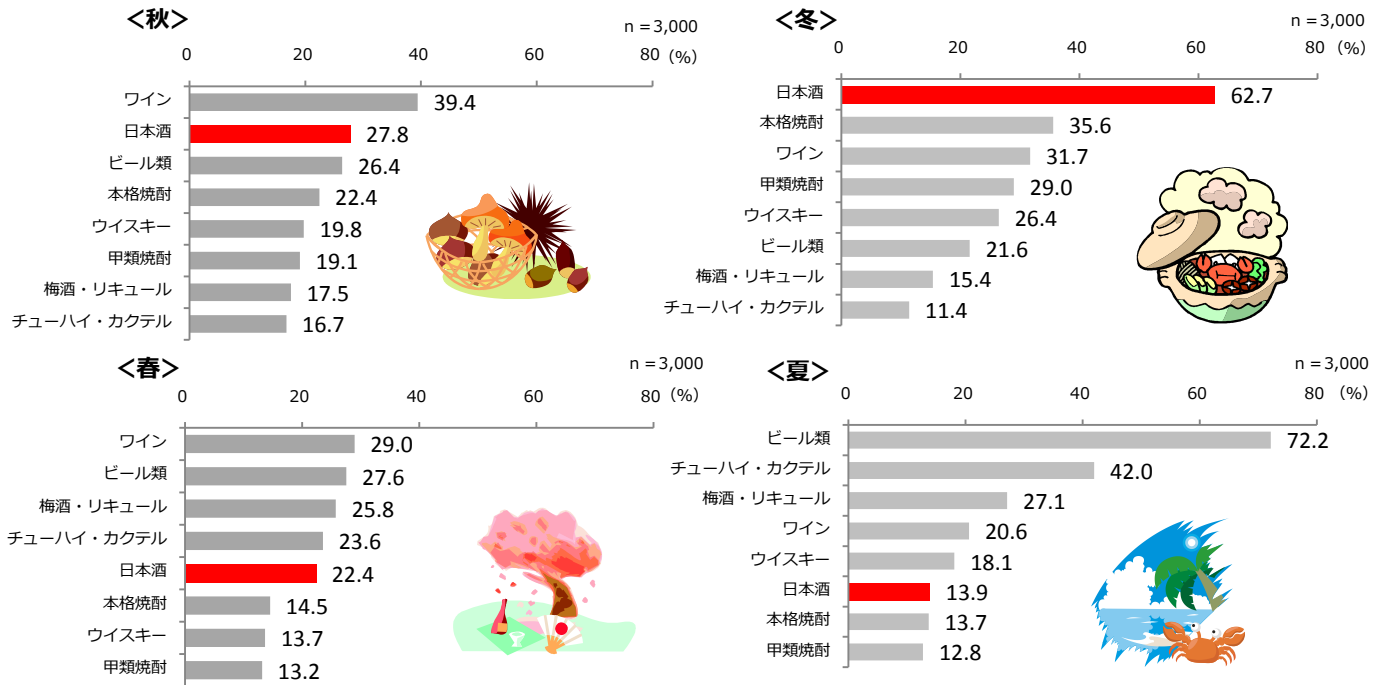 ＜秋＞
n＝3,000
0 20 40 60 80 (%)
ワイン 39.4
日本酒 27.8
ビール類 26.4
本格焼酎 22.4
ウイスキー 19.8
甲類焼酎 19.1
梅酒・リキュール 17.5
チューハイ・カクテル 16.7
＜冬＞
n＝3,000
0 20 40 60 80 (%)
日本酒 62.7
本格焼酎 35.6
ワイン 31.7
甲類焼酎 29.0
ウイスキー 26.4
ビール類 21.6
梅酒・リキュール 15.4
チューハイ・カクテル 11.4
＜春＞
n＝3,000
0 20 40 60 80 (%)
ワイン 29.0
ビール類 27.6
梅酒・リキュール 25.8
チューハイ・カクテル 23.6
日本酒 22.4
本格焼酎 14.5
ウイスキー 13.7
甲類焼酎 13.2
＜夏＞
n＝3,000
0 20 40 60 80 (%)
ビール類 72.2
チューハイ・カクテル 42.0
梅酒・リキュール 27.1
ワイン 20.6
ウイスキー 18.1
日本酒 13.9
本格焼酎 13.7
甲類焼酎 12.8